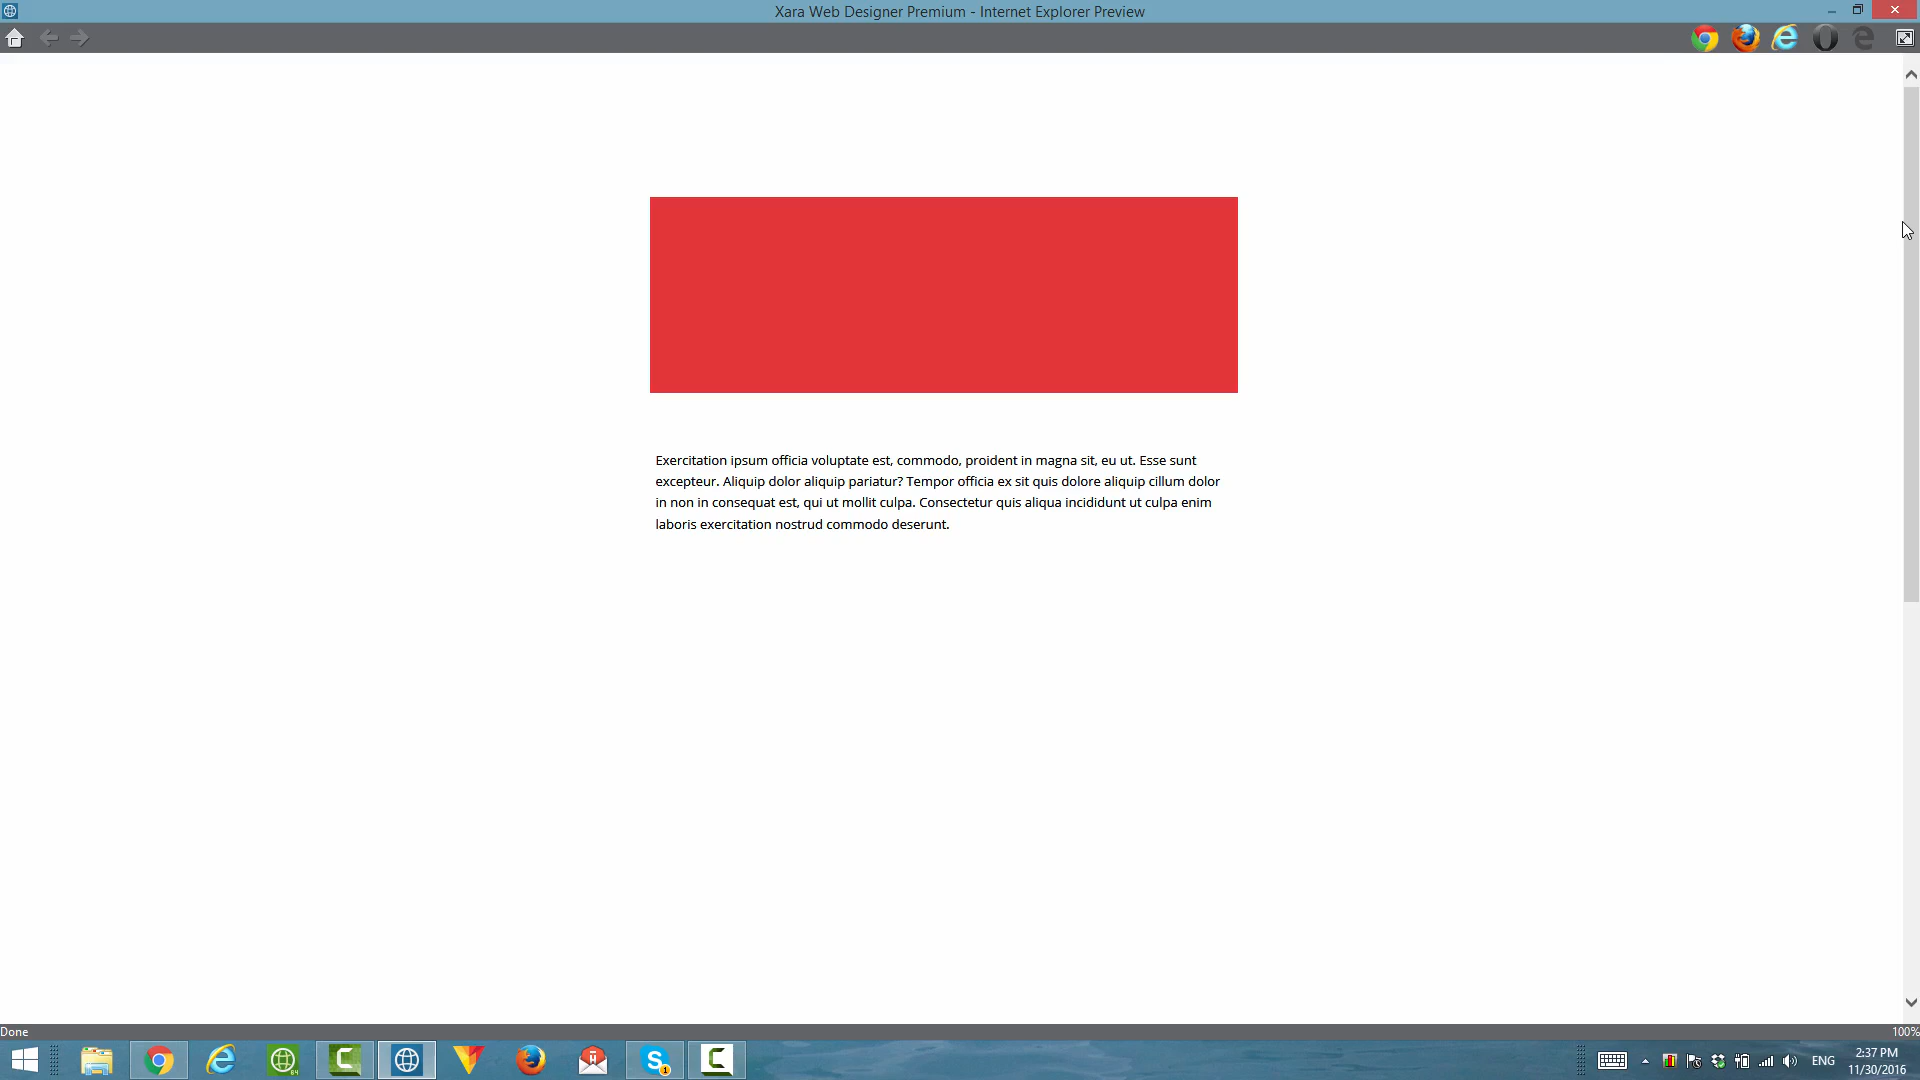 Xara Web Designer Premium - Internet Explorer Preview
Exercitation ipsum officia voluptate est, commodo, proident in magna sit, eu ut. Esse sunt
excepteur. Aliquip dolor aliquip pariatur? Tempor officia ex sit quis dolore aliquip cillum dolor
in non in consequat est, qui ut mollit culpa. Consectetur quis aliqua incididunt ut culpa enim
laboris exercitation nostrud commodo deserunt.
Done
100%
64
1
ENG
2:37 PM
11/30/2016